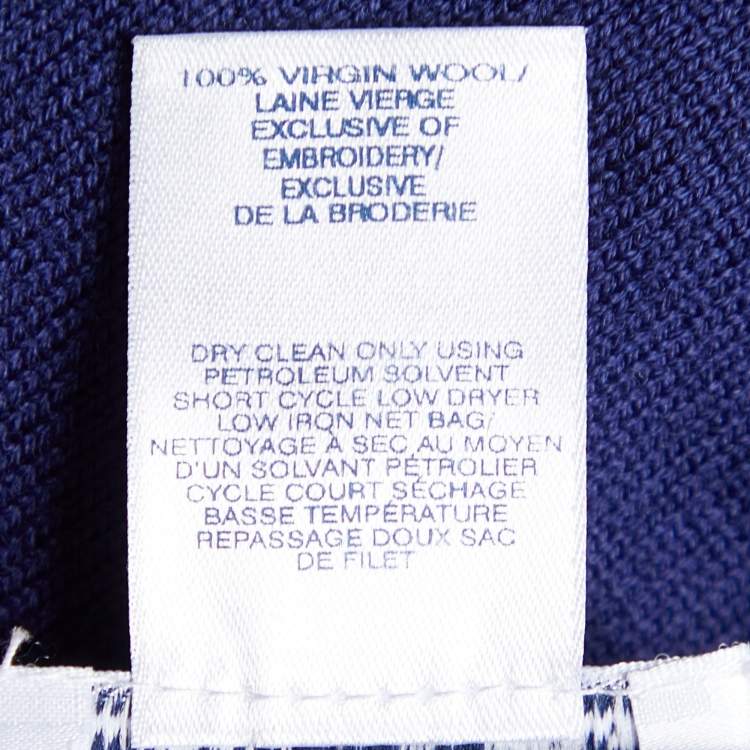 100% VIRGIN WOOL/
LAINE VIERGE
EXCLUSIVE OF
EMBROIDERY/
EXCLUSIVE
DE LA BRODERIE
DRY CLEAN ONLY USING
PETROLEUM SOLVENT
SHORT CYCLE LOW DRYER
LOW IRON NET BAG/
NETTOYAGE À SEC AU MOYEN
D'UN SOLVANT PÉTROLIER
CYCLE COURT SÉCHAGE
BASSE TEMPÉRATURE
REPASSAGE DOUX SAC
DE FILET